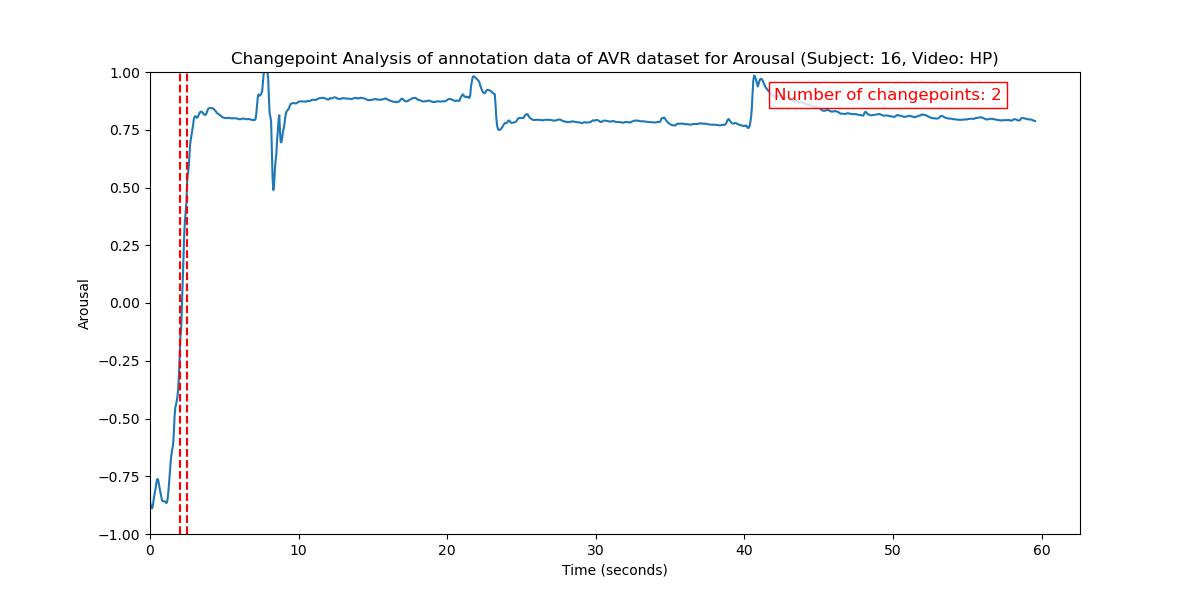 Changepoint Analysis of annotation data of AVR dataset for Arousal (Subject: 16, Video: HP)
Number of changepoints: 2
1.00
0.75
0.50
0.25
0.00
−0.25
−0.50
−0.75
−1.00
Arousal
0 10 20 30 40 50 60
Time (seconds)